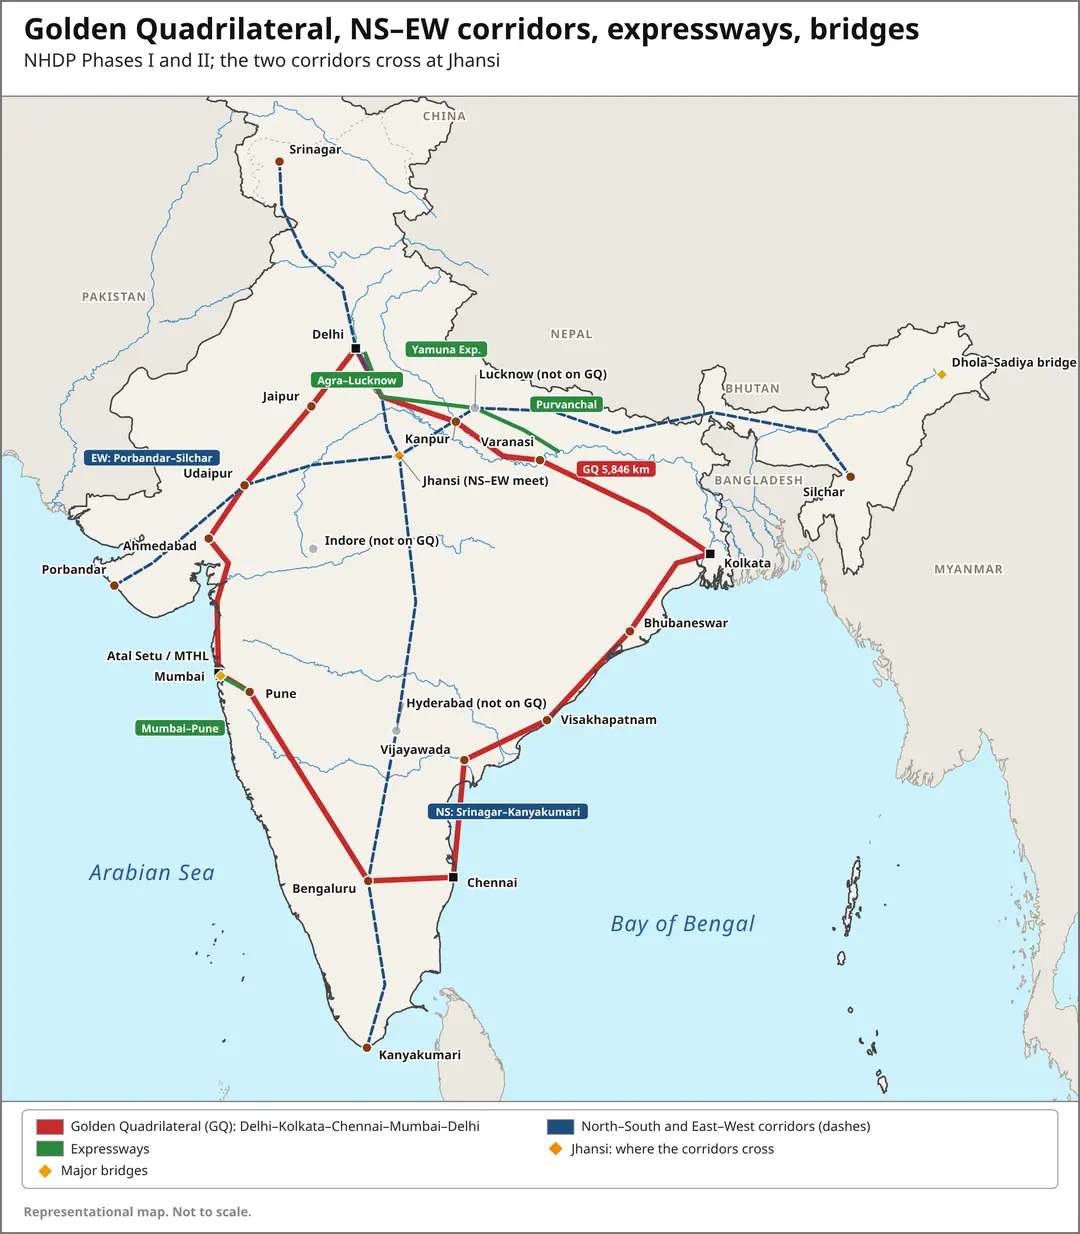 Golden Quadrilateral, NS–EW corridors, expressways, bridges
NHDP Phases I and II; the two corridors cross at Jhansi
CHINA
Srinagar
PAKISTAN
Delhi
NEPAL
Yamuna Exp.
Dhola–Sadiya bridge
Lucknow (not on GQ)
Agra–Lucknow
BHUTAN
Jaipur
Purvanchal
Kanpur
Varanasi
EW: Porbandar–Silchar
Udaipur
GQ 5,846 km
Jhansi (NS–EW meet)
BANGLADESH
Silchar
Indore (not on GQ)
Ahmedabad
Kolkata
Porbandar
MYANMAR
Bhubaneswar
Atal Setu / MTHL
Mumbai
Pune
Hyderabad (not on GQ)
Visakhapatnam
Mumbai–Pune
Vijayawada
NS: Srinagar–Kanyakumari
Arabian Sea
Bengaluru
Chennai
Bay of Bengal
Kanyakumari
Golden Quadrilateral (GQ): Delhi–Kolkata–Chennai–Mumbai–Delhi
North–South and East–West corridors (dashes)
Expressways
Jhansi: where the corridors cross
Major bridges
Representational map. Not to scale.